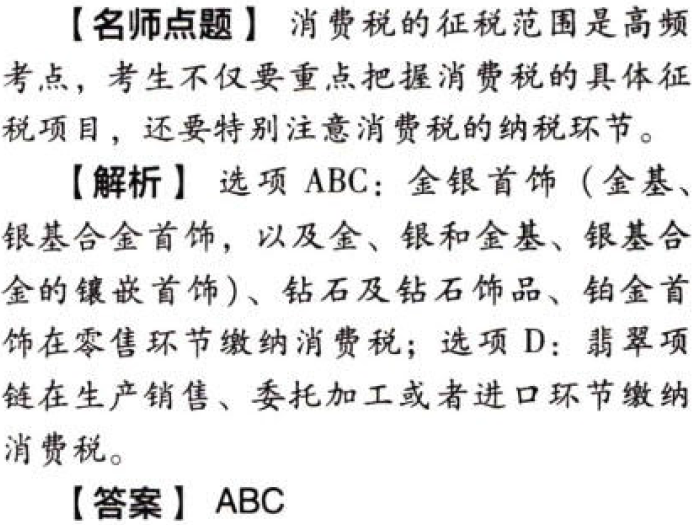 【名师点题】 消费税的征税范围是高频
考点，考生不仅要重点把握消费税的具体征
税项目，还要特别注意消费税的纳税环节。
【解析】 选项 ABC：金银首饰（金基、
银基合金首饰，以及金、银和金基、银基合
金的镶嵌首饰）、钻石及钻石饰品、铂金首
饰在零售环节缴纳消费税；选项 D：翡翠项
链在生产销售、委托加工或者进口环节缴纳
消费税。
【答案】 ABC